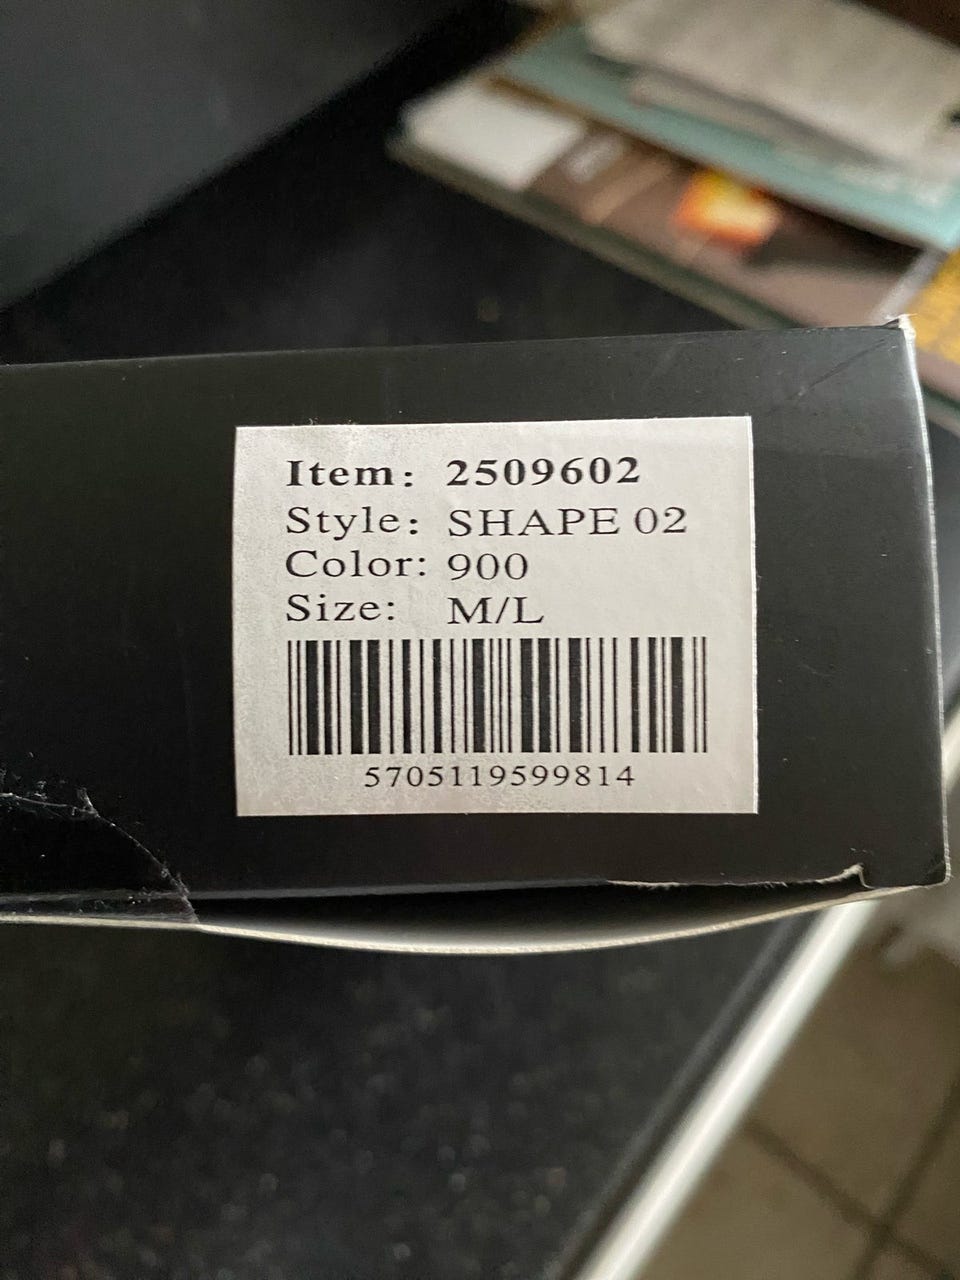 Item: 2509602
Style: SHAPE 02
Color: 900
Size: M/L
5705119599814